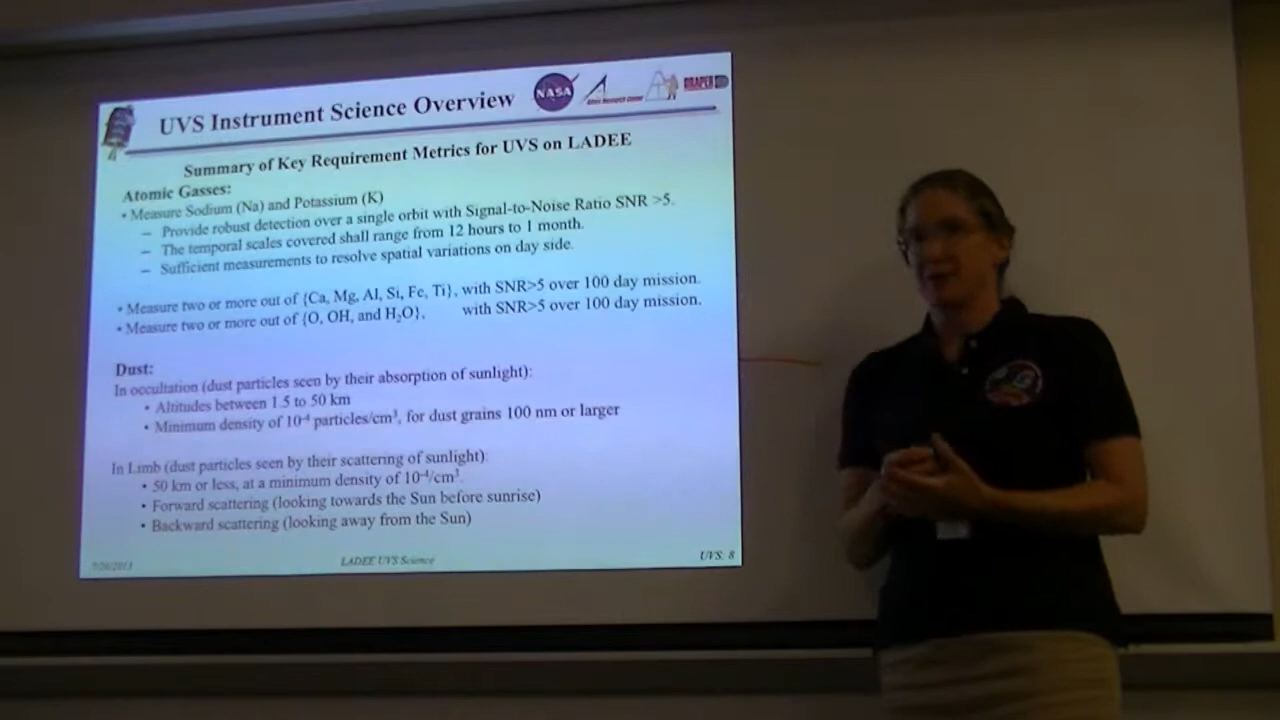 UVS Instrument Science Overview
NASA
DRAPER
Summary of Key Requirement Metrics for UVS on LADEE
Atomic Gasses:
• Measure Sodium (Na) and Potassium (K)
– Provide robust detection over a single orbit with Signal-to-Noise Ratio SNR >5.
– The temporal scales covered shall range from 12 hours to 1 month.
– Sufficient measurements to resolve spatial variations on day side.
• Measure two or more out of {Ca, Mg, Al, Si, Fe, Ti}, with SNR>5 over 100 day mission.
• Measure two or more out of {O, OH, and H₂O}, with SNR>5 over 100 day mission.
Dust:
In occultation (dust particles seen by their absorption of sunlight):
• Altitudes between 1.5 to 50 km
• Minimum density of 10⁻⁴ particles/cm³, for dust grains 100 nm or larger
In Limb (dust particles seen by their scattering of sunlight):
• 50 km or less, at a minimum density of 10⁻⁴/cm³.
• Forward scattering (looking towards the Sun before sunrise)
• Backward scattering (looking away from the Sun)
LADEE UVS Science
UVS: 8